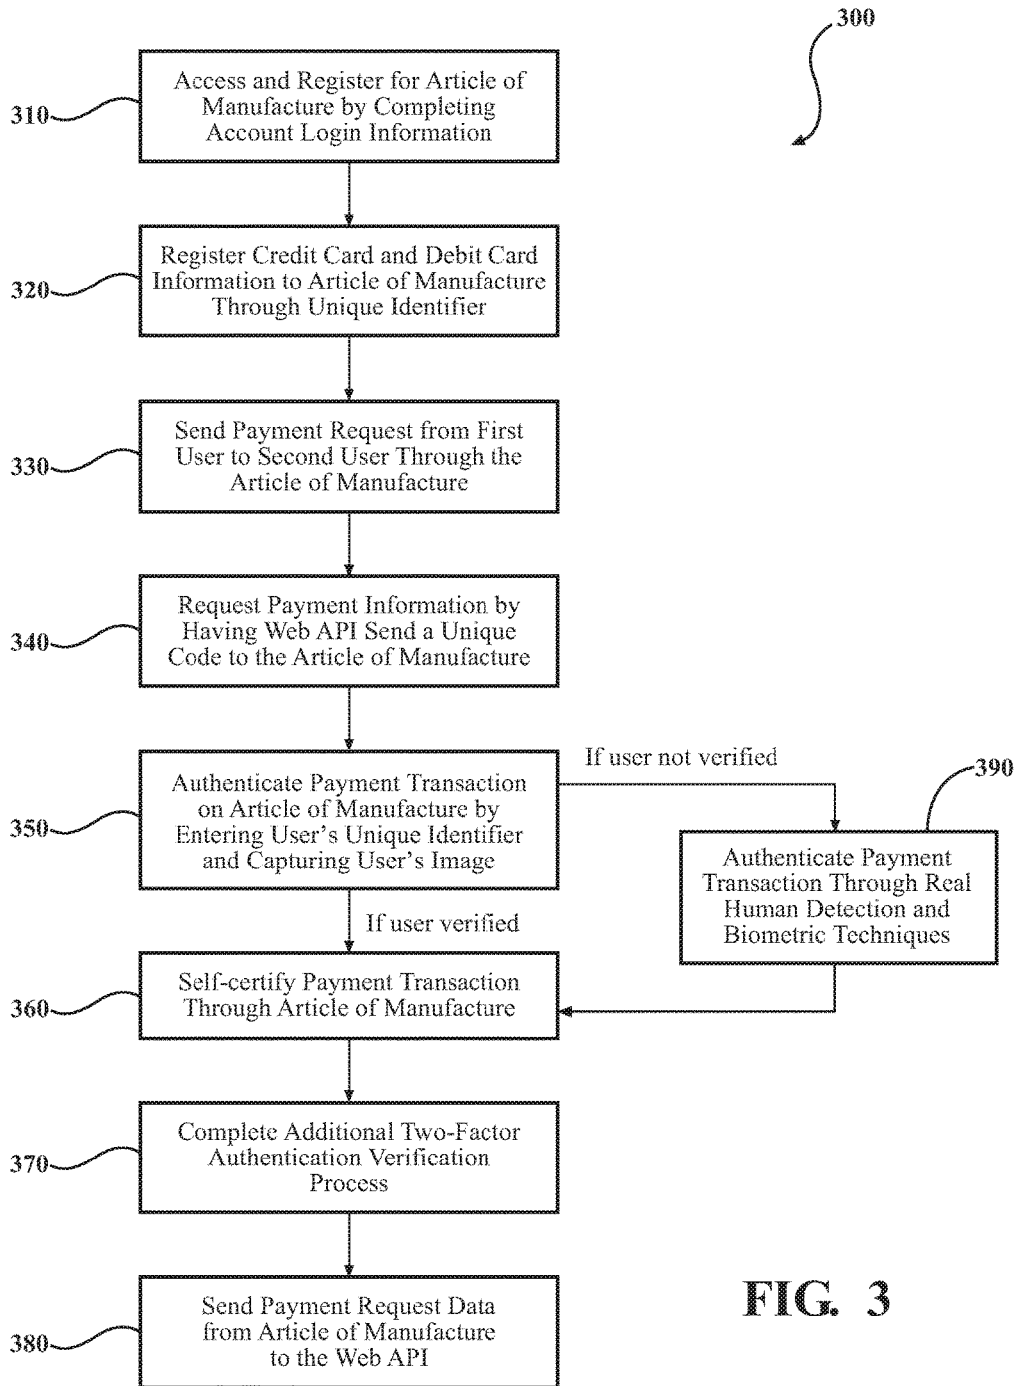 300
310
Access and Register for Article of
Manufacture by Completing
Account Login Information
320
Register Credit Card and Debit Card
Information to Article of Manufacture
Through Unique Identifier
330
Send Payment Request from First
User to Second User Through the
Article of Manufacture
340
Request Payment Information by
Having Web API Send a Unique
Code to the Article of Manufacture
350
Authenticate Payment Transaction
on Article of Manufacture by
Entering User's Unique Identifier
and Capturing User's Image
If user not verified
390
Authenticate Payment
Transaction Through Real
Human Detection and
Biometric Techniques
If user verified
360
Self-certify Payment Transaction
Through Article of Manufacture
370
Complete Additional Two-Factor
Authentication Verification
Process
380
Send Payment Request Data
from Article of Manufacture
to the Web API
FIG. 3